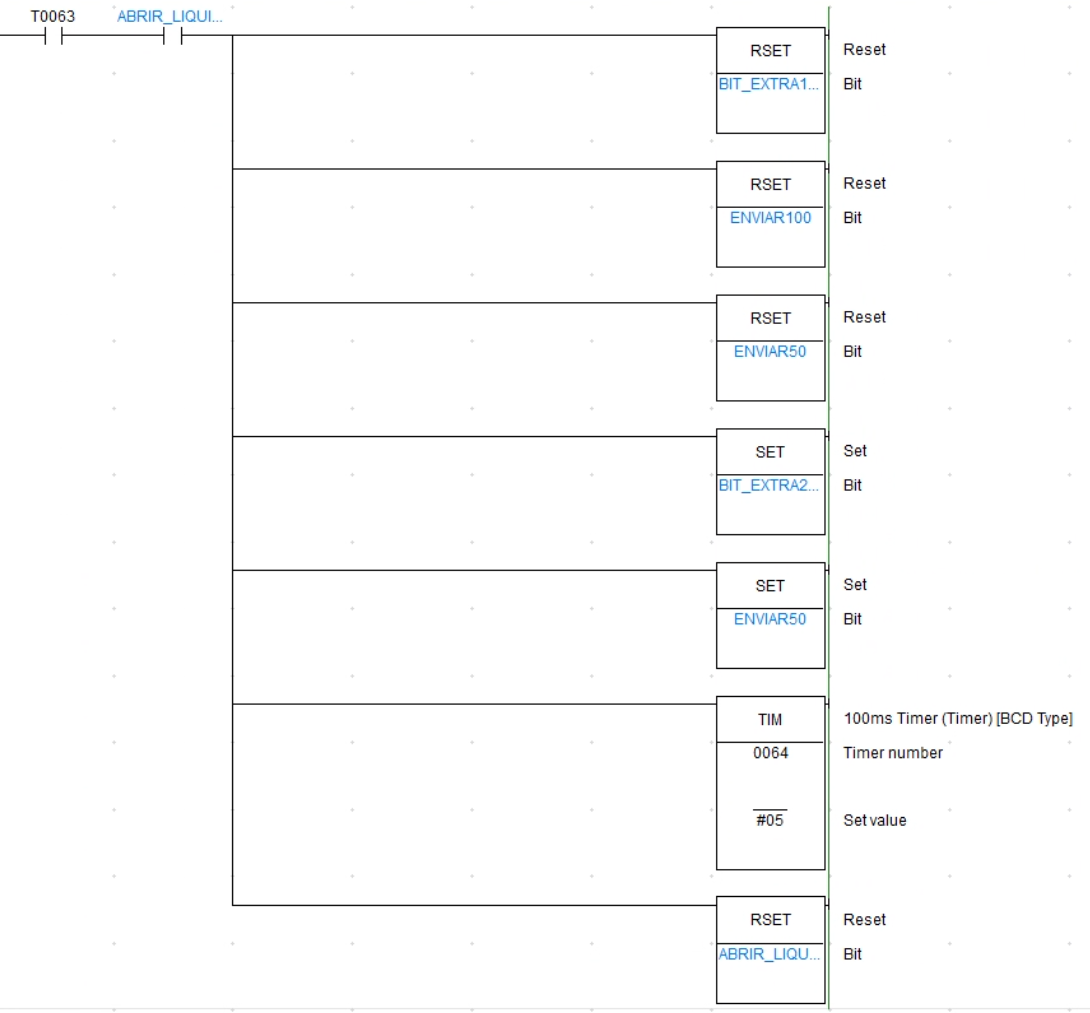 T0063 ABRIR_LIQUI...
RSET Reset
BIT_EXTRA1... Bit
RSET Reset
ENVIAR100 Bit
RSET Reset
ENVIAR50 Bit
SET Set
BIT_EXTRA2... Bit
SET Set
ENVIAR50 Bit
TIM 100ms Timer (Timer) [BCD Type]
0064 Timer number
#05 Set value
RSET Reset
ABRIR_LIQU... Bit